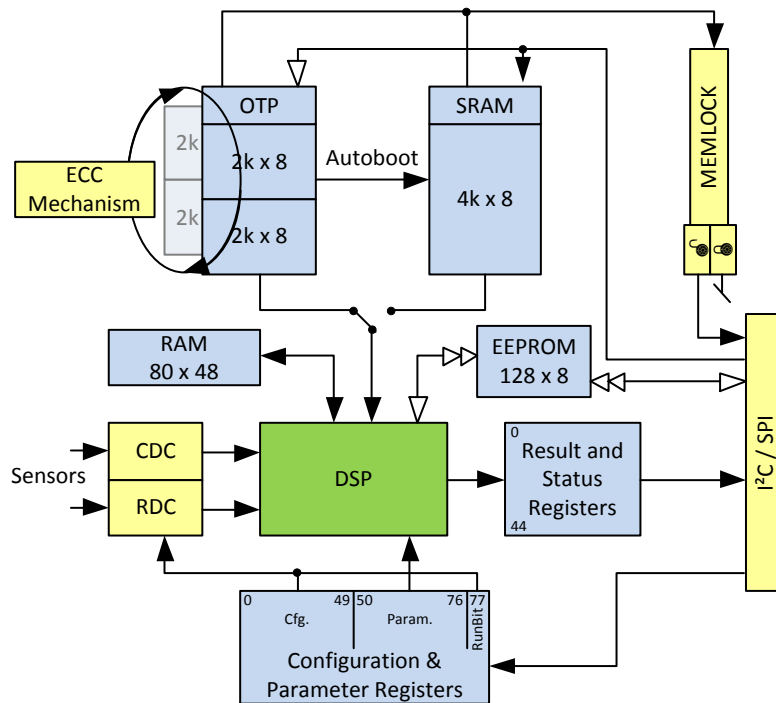 OTP
SRAM
MEMLOCK
2k
2k x 8
Autoboot
ECC
Mechanism
4k x 8
2k
2k x 8
RAM
80 x 48
EEPROM
128 x 8
I²C / SPI
Sensors
CDC
RDC
DSP
0
Result and
Status
Registers
44
0
49
50
76
77
Cfg.
Param.
RunBit
Configuration &
Parameter Registers